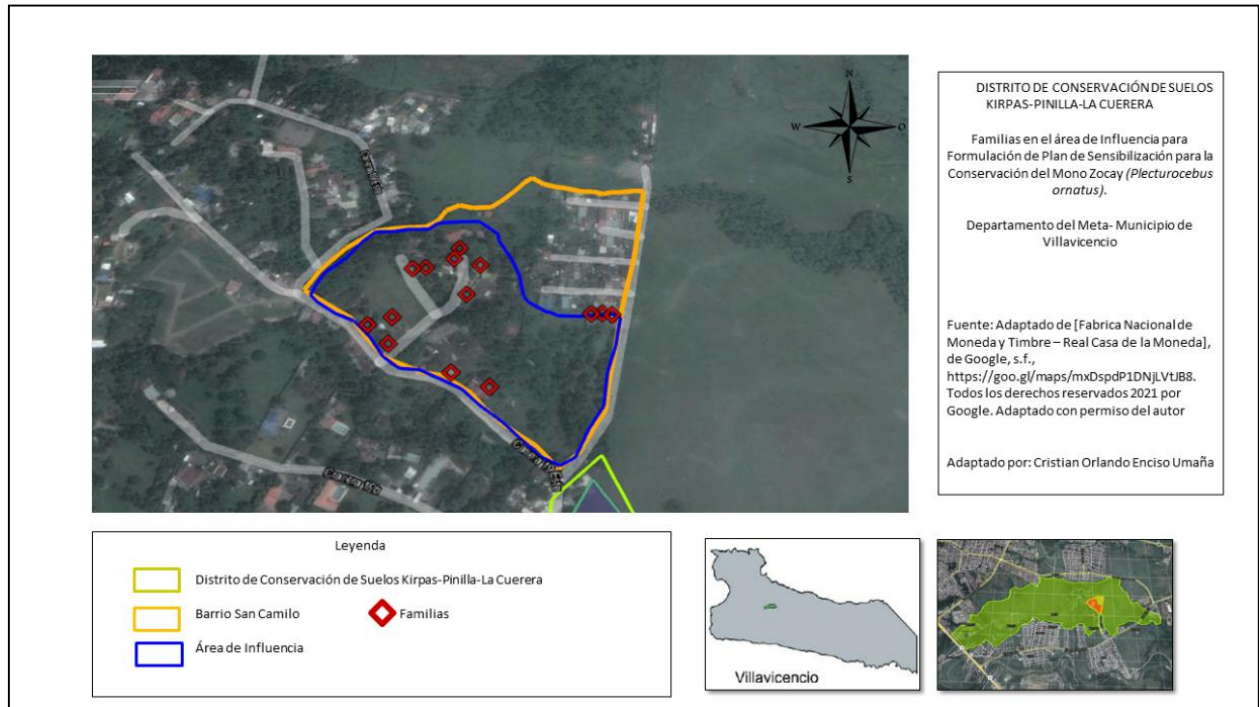 N
W
O
S
DISTRITO DE CONSERVACIÓN DE SUELOS
KIRPAS-PINILLA-LA CUERERA
Familias en el área de Influencia para
Formulación de Plan de Sensibilización para la
Conservación del Mono Zocay (Plecturocebus
ornatus).
Departamento del Meta- Municipio de
Villavicencio
Fuente: Adaptado de [Fabrica Nacional de
Moneda y Timbre – Real Casa de la Moneda],
de Google, s.f.,
https://goo.gl/maps/mxDspdP1DNjLVtJB8.
Todos los derechos reservados 2021 por
Google. Adaptado con permiso del autor
Adaptado por: Cristian Orlando Enciso Umaña
Leyenda
Distrito de Conservación de Suelos Kirpas-Pinilla-La Cuerera
Barrio San Camilo
Familias
Área de Influencia
Villavicencio